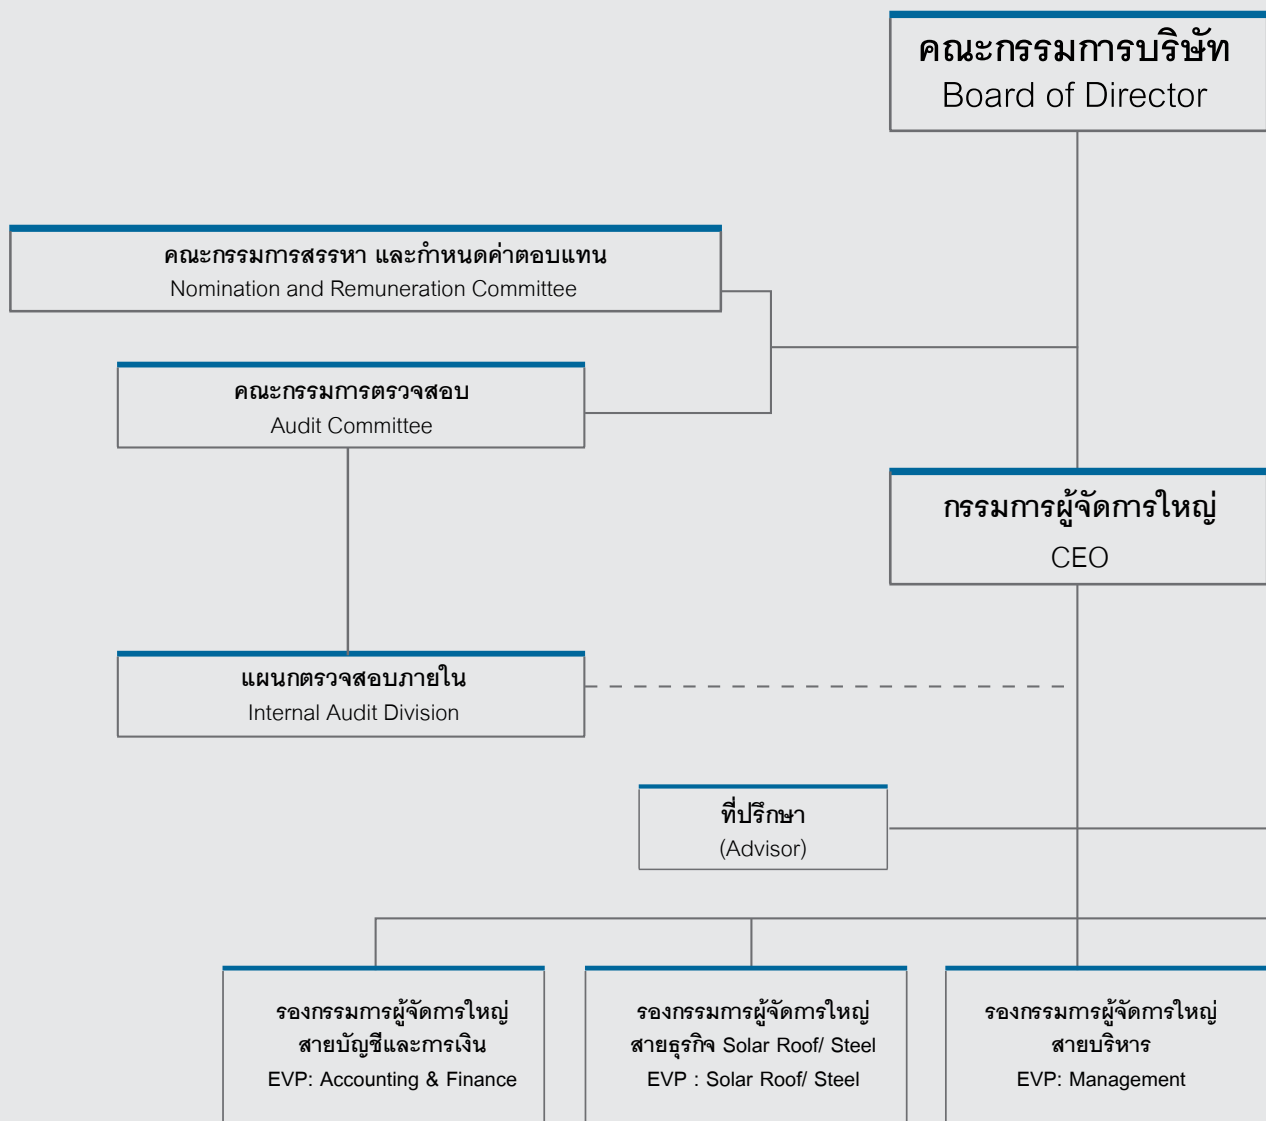 คณะกรรมการบริษัท
Board of Director
คณะกรรมการสรรหา และกำหนดค่าตอบแทน
Nomination and Remuneration Committee
คณะกรรมการตรวจสอบ
Audit Committee
กรรมการผู้จัดการใหญ่
CEO
แผนกตรวจสอบภายใน
Internal Audit Division
ที่ปรึกษา
(Advisor)
รองกรรมการผู้จัดการใหญ่
สายบัญชีและการเงิน
EVP: Accounting & Finance
รองกรรมการผู้จัดการใหญ่
สายธุรกิจ Solar Roof/ Steel
EVP : Solar Roof/ Steel
รองกรรมการผู้จัดการใหญ่
สายบริหาร
EVP: Management